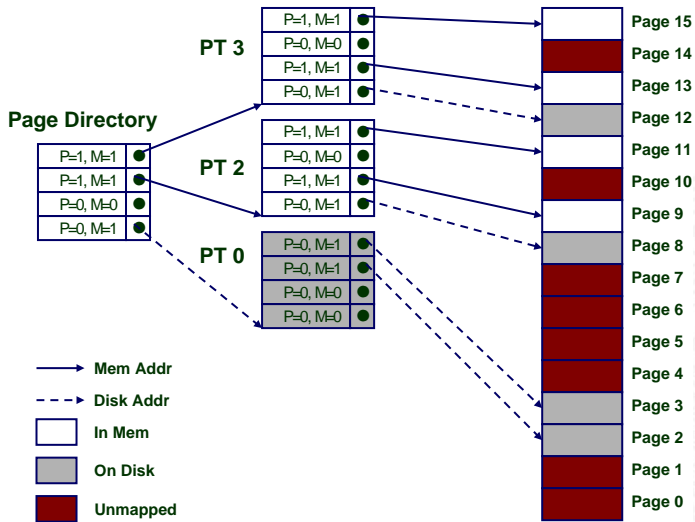 Page Directory
P=1, M=1
P=1, M=1
P=0, M=0
P=0, M=1
PT 3
P=1, M=1
P=0, M=0
P=1, M=1
P=0, M=1
PT 2
P=1, M=1
P=0, M=0
P=1, M=1
P=0, M=1
PT 0
P=0, M=1
P=0, M=1
P=0, M=0
P=0, M=0
Page 15
Page 14
Page 13
Page 12
Page 11
Page 10
Page 9
Page 8
Page 7
Page 6
Page 5
Page 4
Page 3
Page 2
Page 1
Page 0
Mem Addr
Disk Addr
In Mem
On Disk
Unmapped